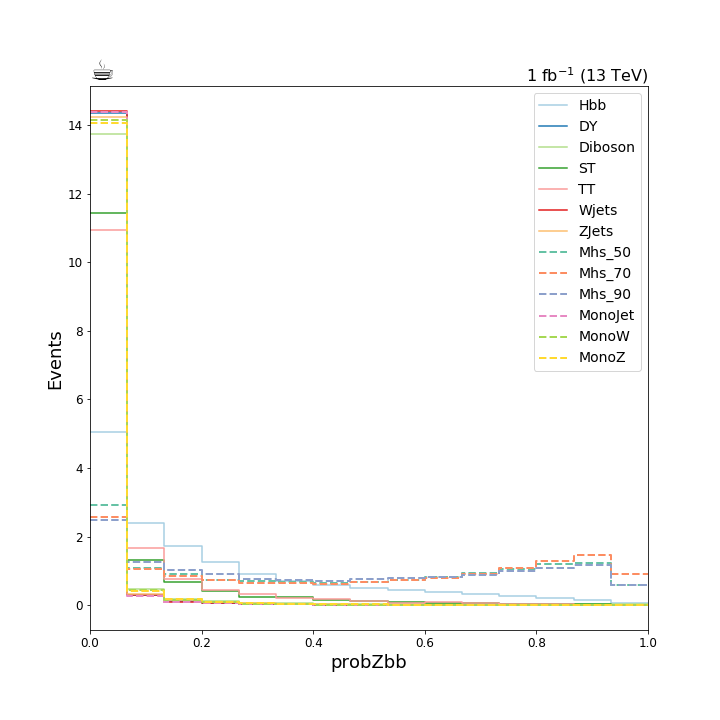 ☕
1 fb⁻¹ (13 TeV)
Hbb
DY
Diboson
ST
TT
Wjets
ZJets
Mhs_50
Mhs_70
Mhs_90
MonoJet
MonoW
MonoZ
Events
14
12
10
8
6
4
2
0
0.0 0.2 0.4 0.6 0.8 1.0
probZbb